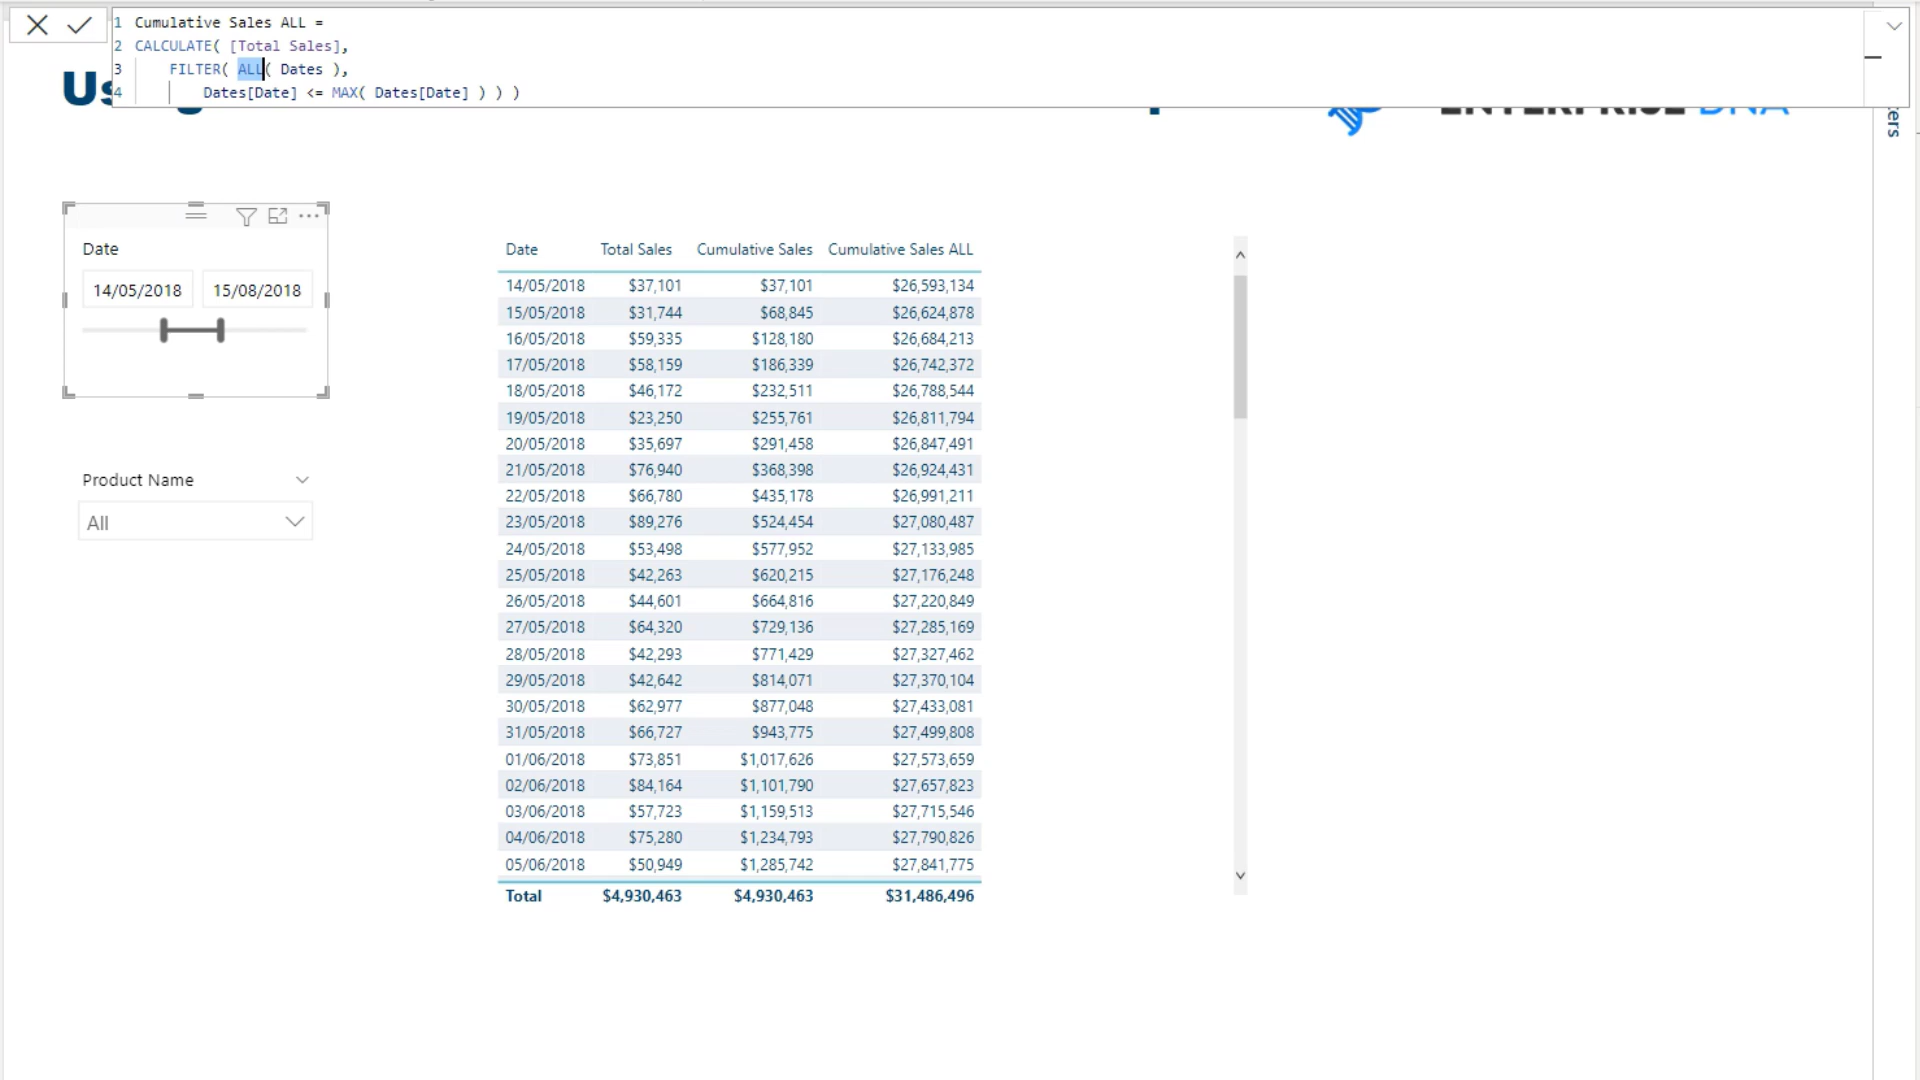 1 Cumulative Sales ALL =
2 CALCULATE( [Total Sales],
3 FILTER( ALL( Dates ),
4 Dates[Date] <= MAX( Dates[Date] ) ) )
ENTERPRISE DNA
Date
14/05/2018 15/08/2018
Product Name
All
Date Total Sales Cumulative Sales Cumulative Sales ALL
14/05/2018 $37,101 $37,101 $26,593,134
15/05/2018 $31,744 $68,845 $26,624,878
16/05/2018 $59,335 $128,180 $26,684,213
17/05/2018 $58,159 $186,339 $26,742,372
18/05/2018 $46,172 $232,511 $26,788,544
19/05/2018 $23,250 $255,761 $26,811,794
20/05/2018 $35,697 $291,458 $26,847,491
21/05/2018 $76,940 $368,398 $26,924,431
22/05/2018 $66,780 $435,178 $26,991,211
23/05/2018 $89,276 $524,454 $27,080,487
24/05/2018 $53,498 $577,952 $27,133,985
25/05/2018 $42,263 $620,215 $27,176,248
26/05/2018 $44,601 $664,816 $27,220,849
27/05/2018 $64,320 $729,136 $27,285,169
28/05/2018 $42,293 $771,429 $27,327,462
29/05/2018 $42,642 $814,071 $27,370,104
30/05/2018 $62,977 $877,048 $27,433,081
31/05/2018 $66,727 $943,775 $27,499,808
01/06/2018 $73,851 $1,017,626 $27,573,659
02/06/2018 $84,164 $1,101,790 $27,657,823
03/06/2018 $57,723 $1,159,513 $27,715,546
04/06/2018 $75,280 $1,234,793 $27,790,826
05/06/2018 $50,949 $1,285,742 $27,841,775
Total $4,930,463 $4,930,463 $31,486,496